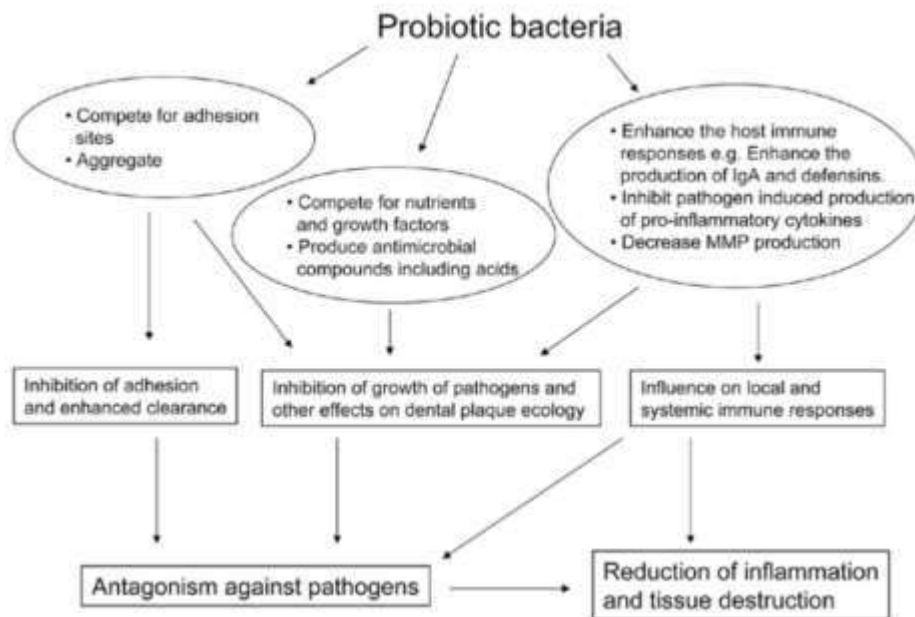 Probiotic bacteria
• Compete for adhesion
sites
• Aggregate
• Compete for nutrients
and growth factors
• Produce antimicrobial
compounds including acids
• Enhance the host immune
responses e.g. Enhance the
production of IgA and defensins.
• Inhibit pathogen induced production
of pro-inflammatory cytokines
• Decrease MMP production
Inhibition of adhesion
and enhanced clearance
Inhibition of growth of pathogens and
other effects on dental plaque ecology
Influence on local and
systemic immune responses
Antagonism against pathogens
Reduction of inflammation
and tissue destruction